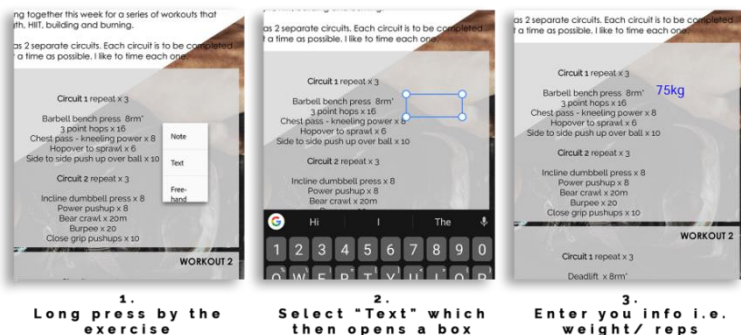 ng together this week for a series of workouts that
th, HIIT, building and burning.
as 2 separate circuits. Each circuit is to be completed
a time as possible. I like to time each one.
Circuit 1 repeat x 3
Barbell bench press 8rm*
3 point hops x 16
Chest pass - kneeling power x 8
Hopover to sprawl x 6
Side to side push up over ball x 10
Circuit 2 repeat x 3
Incline dumbbell press x 8
Power pushup x 8
Bear crawl x 20m
Burpee x 20
Close grip pushups x 10
WORKOUT 2
Note
Text
Free-
hand
1.
Long press by the
exercise
as 2 separate circuits. Each circuit is to be completed
t a time as possible. I like to time each one.
Circuit 1 repeat x 3
Barbell bench press 8rm*
3 point hops x 16
Chest pass - kneeling power x 8
Hopover to sprawl x 6
Side to side push up over ball x 10
Circuit 2 repeat x 3
Incline dumbbell press x 8
Power pushup x 8
Bear crawl x 20m
G
Hi
I
The
1 2 3 4 5 6 7 8 9 0
2.
Select "Text" which
then opens a box
as 2 separate circuits. Each circuit is to be completed
t a time as possible. I like to time each one.
Circuit 1 repeat x 3
Barbell bench press 8rm*
75kg
3 point hops x 16
Chest pass - kneeling power x 8
Hopover to sprawl x 6
Side to side push up over ball x 10
Circuit 2 repeat x 3
Incline dumbbell press x 8
Power pushup x 8
Bear crawl x 20m
Burpee x 20
Close grip pushups x 10
WORKOUT 2
Circuit 1 repeat x 3
Deadlift x 8rm*
3.
Enter you info i.e.
weight/ reps